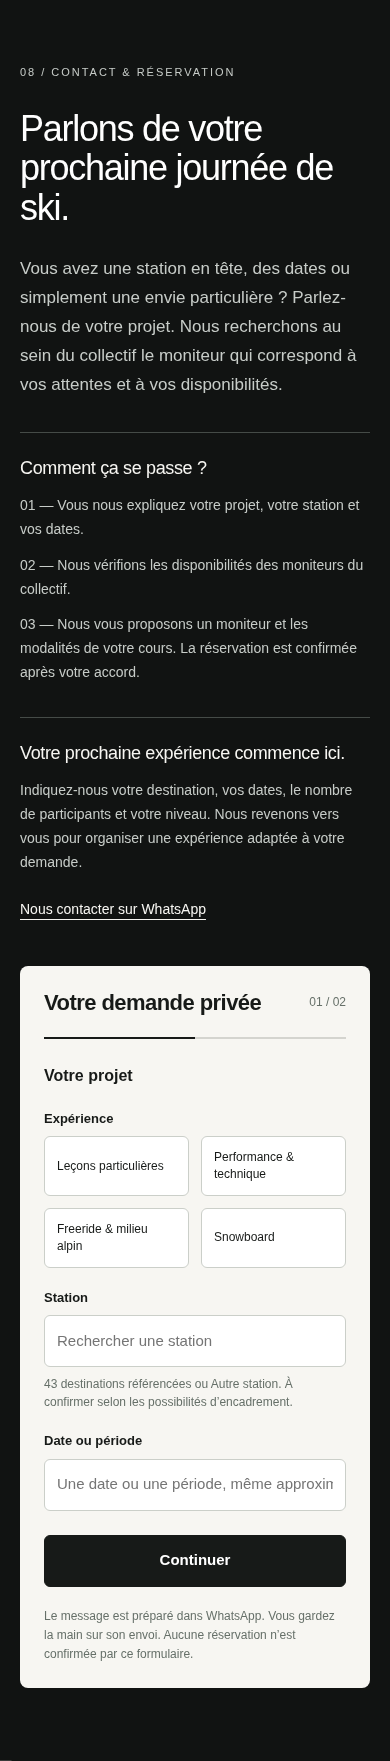 08 / CONTACT & RÉSERVATION
Parlons de votre
prochaine journée de
ski.
Vous avez une station en tête, des dates ou
simplement une envie particulière ? Parlez-
nous de votre projet. Nous recherchons au
sein du collectif le moniteur qui correspond à
vos attentes et à vos disponibilités.
Comment ça se passe ?
01 — Vous nous expliquez votre projet, votre station et
vos dates.
02 — Nous vérifions les disponibilités des moniteurs du
collectif.
03 — Nous vous proposons un moniteur et les
modalités de votre cours. La réservation est confirmée
après votre accord.
Votre prochaine expérience commence ici.
Indiquez-nous votre destination, vos dates, le nombre
de participants et votre niveau. Nous revenons vers
vous pour organiser une expérience adaptée à votre
demande.
Nous contacter sur WhatsApp
Votre demande privée 01 / 02
Votre projet
Expérience
Leçons particulières
Performance &
technique
Freeride & milieu
alpin
Snowboard
Station
Rechercher une station
43 destinations référencées ou Autre station. À
confirmer selon les possibilités d’encadrement.
Date ou période
Une date ou une période, même approxin
Continuer
Le message est préparé dans WhatsApp. Vous gardez
la main sur son envoi. Aucune réservation n’est
confirmée par ce formulaire.